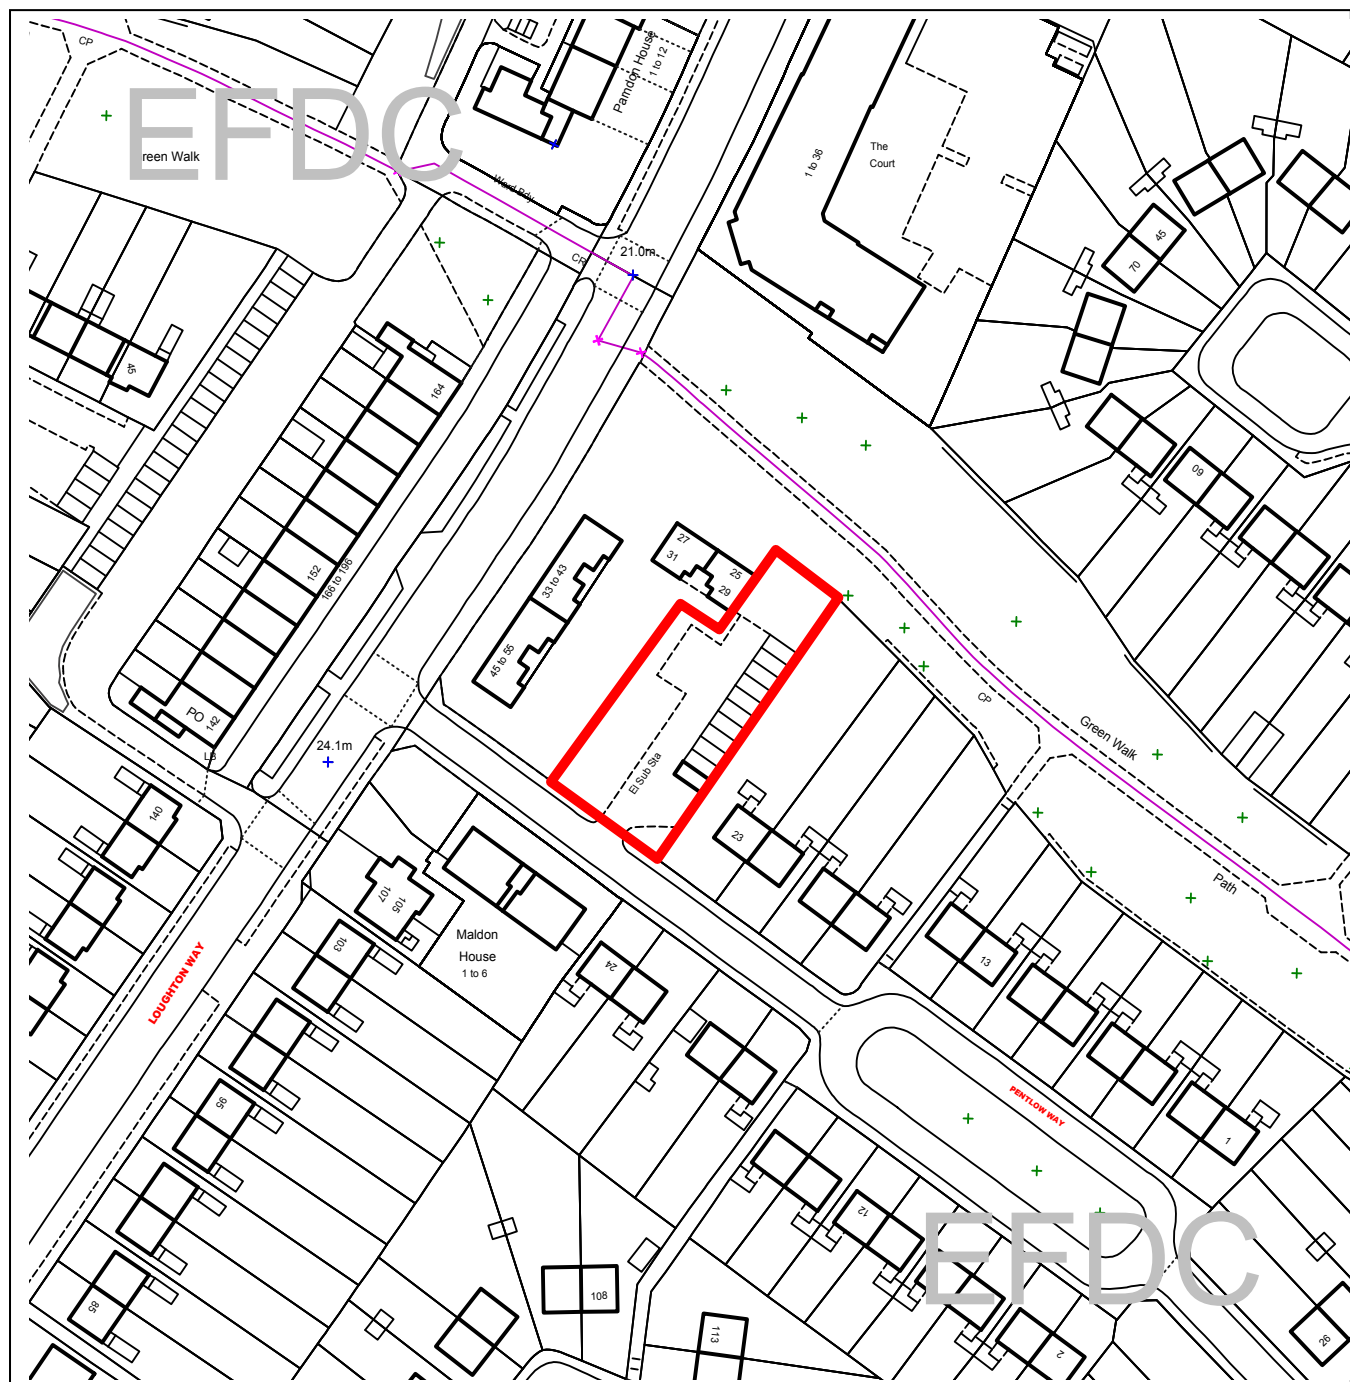 CP
EFDC
reen Walk
Parndon House
1 to 12
Ward Bdy
CR
21.0m
1 to 36
The
Court
45
70
60
45
164
152
166 to 196
PO
142
LB
24.1m
33 to 43
45 to 55
27
31
25
29
El Sub Sta
23
CP
Green Walk
Path
140
107
105
103
95
85
LOUGHTON WAY
Maldon
House
1 to 6
24
13
1
PENTLOW WAY
12
2
108
113
26
EFDC